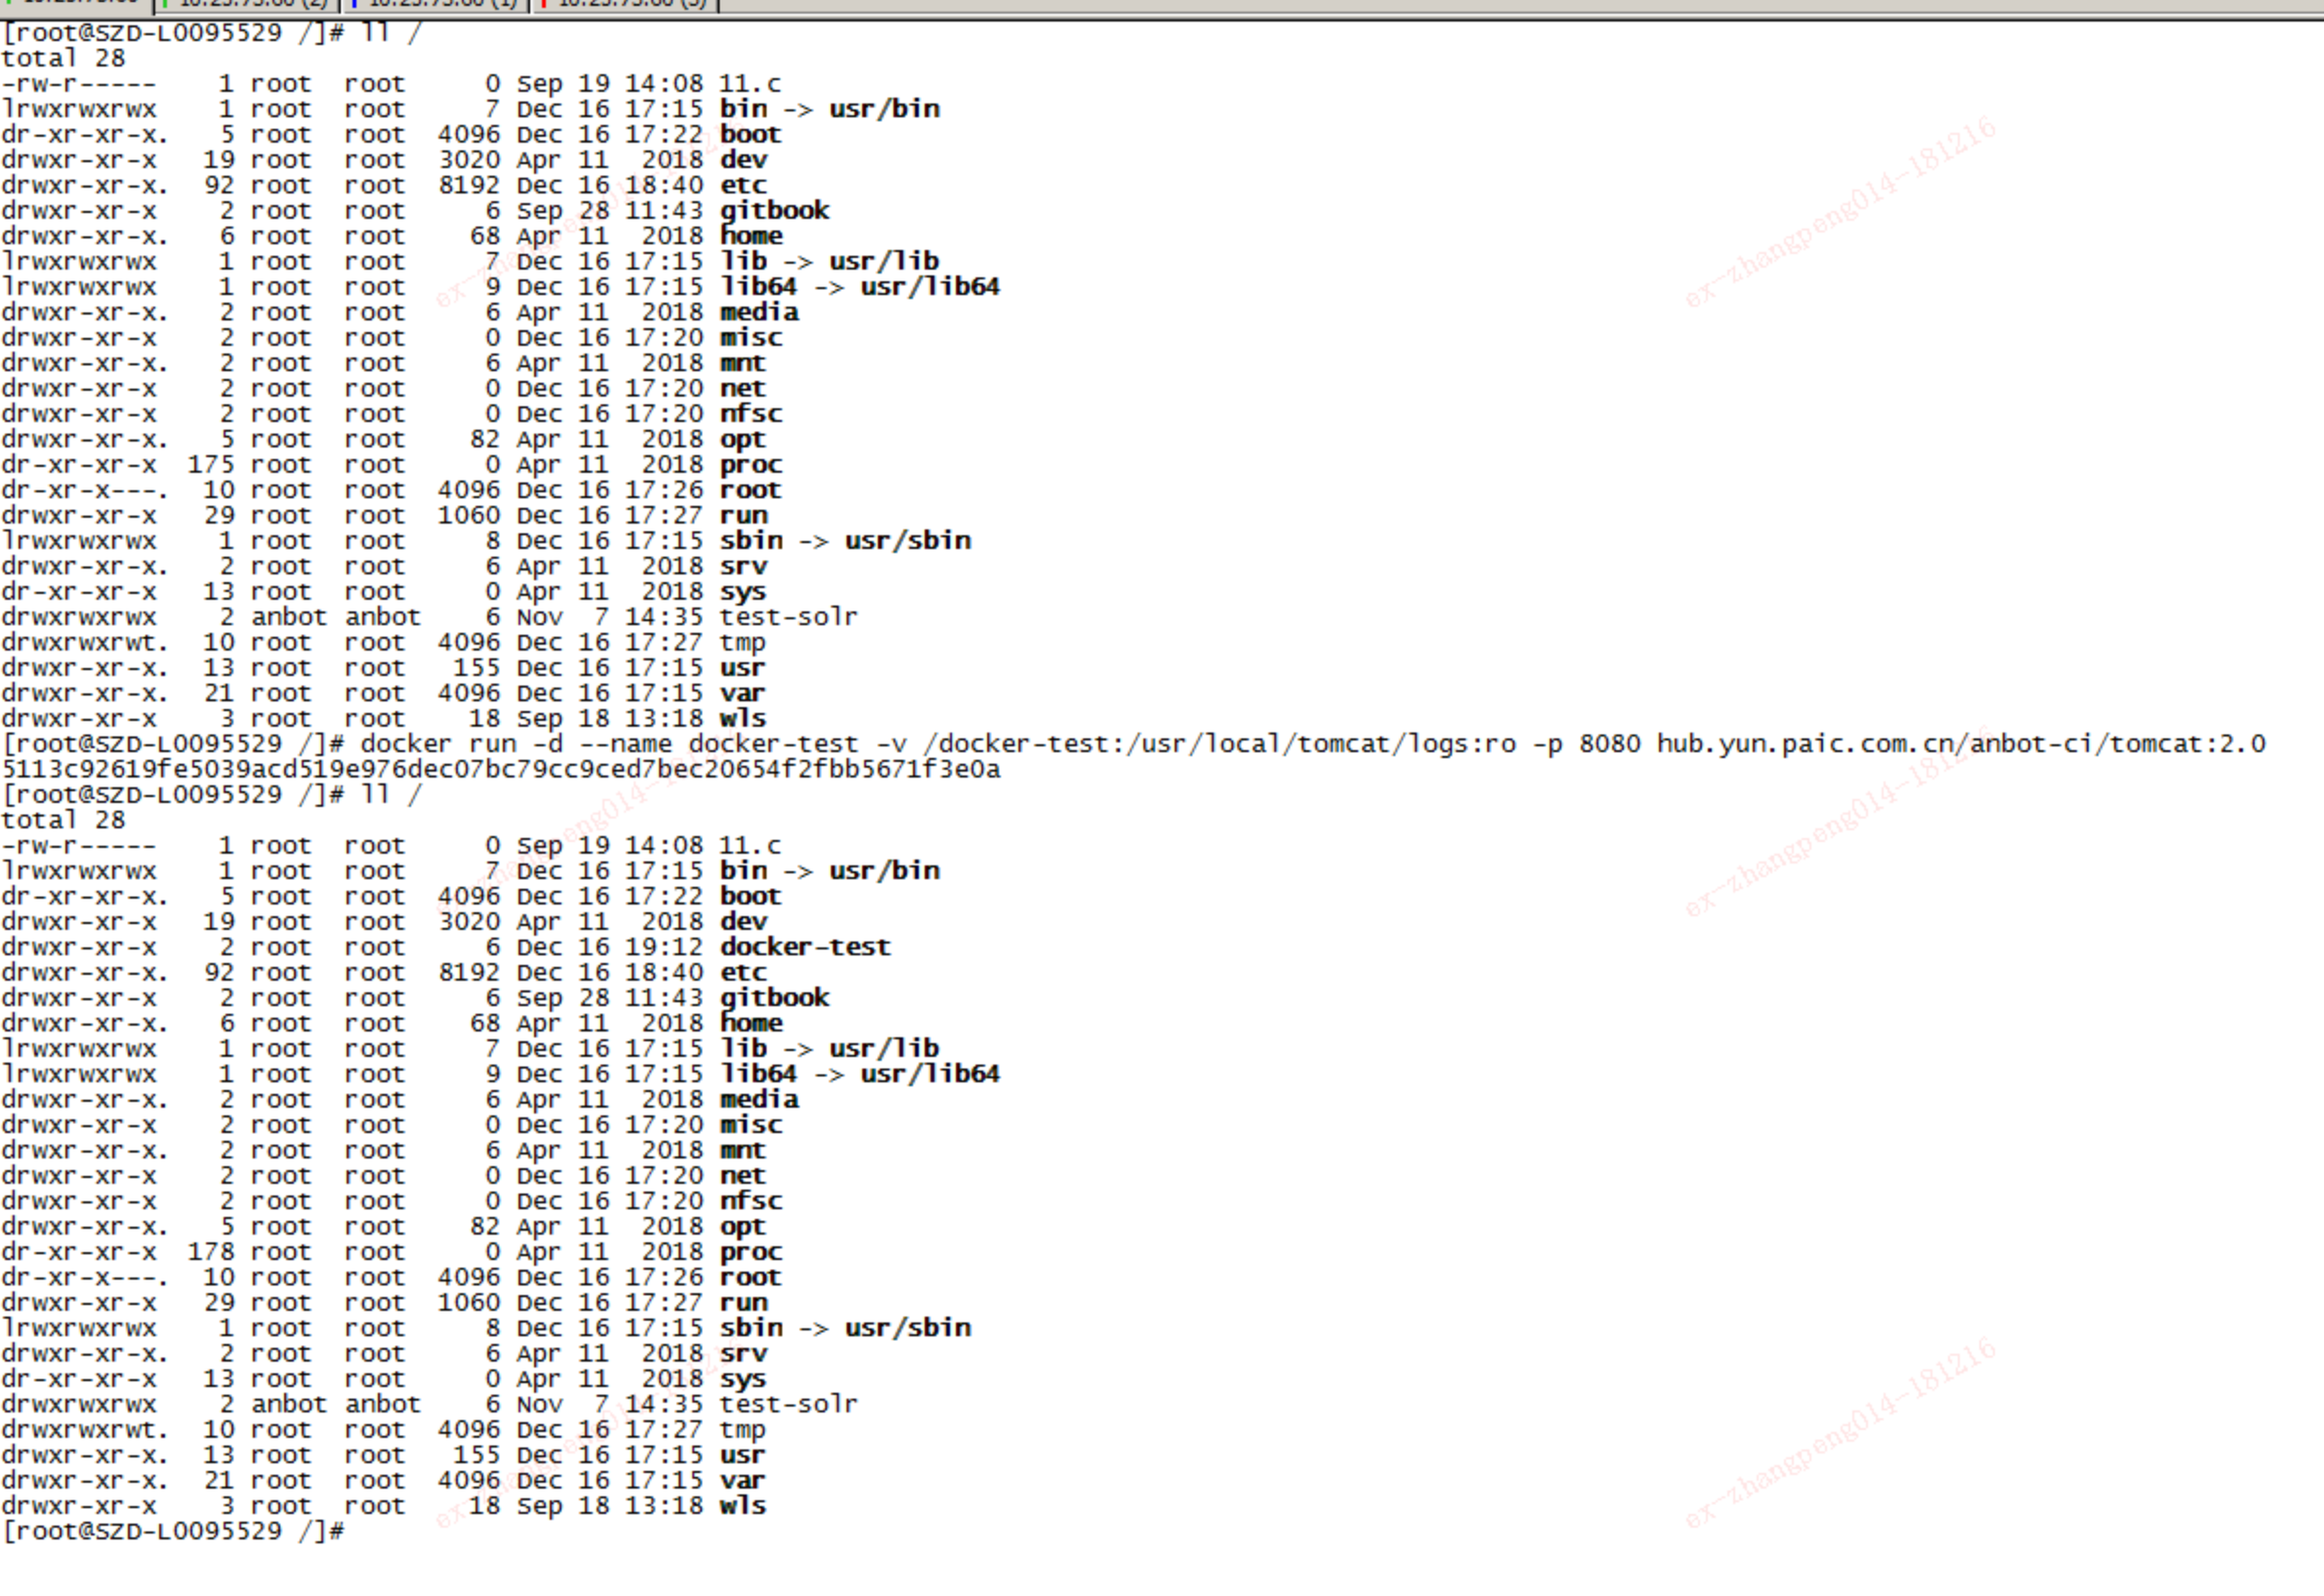 [root@SZD-L0095529 /]# ll /
total 28
-rw-r-----    1 root  root     0 Sep 19 14:08 11.c
lrwxrwxrwx    1 root  root     7 Dec 16 17:15 bin -> usr/bin
dr-xr-xr-x.   5 root  root  4096 Dec 16 17:22 boot
drwxr-xr-x   19 root  root  3020 Apr 11  2018 dev
drwxr-xr-x.  92 root  root  8192 Dec 16 18:40 etc
drwxr-xr-x    2 root  root     6 Sep 28 11:43 gitbook
drwxr-xr-x.   6 root  root    68 Apr 11  2018 home
lrwxrwxrwx    1 root  root     7 Dec 16 17:15 lib -> usr/lib
lrwxrwxrwx    1 root  root     9 Dec 16 17:15 lib64 -> usr/lib64
drwxr-xr-x.   2 root  root     6 Apr 11  2018 media
drwxr-xr-x    2 root  root     0 Dec 16 17:20 misc
drwxr-xr-x.   2 root  root     6 Apr 11  2018 mnt
drwxr-xr-x    2 root  root     0 Dec 16 17:20 net
drwxr-xr-x    2 root  root     0 Dec 16 17:20 nfsc
drwxr-xr-x.   5 root  root    82 Apr 11  2018 opt
dr-xr-xr-x  175 root  root     0 Apr 11  2018 proc
dr-xr-x---.  10 root  root  4096 Dec 16 17:26 root
drwxr-xr-x   29 root  root  1060 Dec 16 17:27 run
lrwxrwxrwx    1 root  root     8 Dec 16 17:15 sbin -> usr/sbin
drwxr-xr-x.   2 root  root     6 Apr 11  2018 srv
dr-xr-xr-x   13 root  root     0 Apr 11  2018 sys
drwxrwxrwx    2 anbot anbot    6 Nov  7 14:35 test-solr
drwxrwxrwt.  10 root  root  4096 Dec 16 17:27 tmp
drwxr-xr-x.  13 root  root   155 Dec 16 17:15 usr
drwxr-xr-x.  21 root  root  4096 Dec 16 17:15 var
drwxr-xr-x    3 root  root    18 Sep 18 13:18 wls
[root@SZD-L0095529 /]# docker run -d --name docker-test -v /docker-test:/usr/local/tomcat/logs:ro -p 8080 hub.yun.paic.com.cn/anbot-ci/tomcat:2.0
5113c92619fe5039acd519e976dec07bc79cc9ced7bec20654f2fbb5671f3e0a
[root@SZD-L0095529 /]# ll /
total 28
-rw-r-----    1 root  root     0 Sep 19 14:08 11.c
lrwxrwxrwx    1 root  root     7 Dec 16 17:15 bin -> usr/bin
dr-xr-xr-x.   5 root  root  4096 Dec 16 17:22 boot
drwxr-xr-x   19 root  root  3020 Apr 11  2018 dev
drwxr-xr-x    2 root  root     6 Dec 16 19:12 docker-test
drwxr-xr-x.  92 root  root  8192 Dec 16 18:40 etc
drwxr-xr-x    2 root  root     6 Sep 28 11:43 gitbook
drwxr-xr-x.   6 root  root    68 Apr 11  2018 home
lrwxrwxrwx    1 root  root     7 Dec 16 17:15 lib -> usr/lib
lrwxrwxrwx    1 root  root     9 Dec 16 17:15 lib64 -> usr/lib64
drwxr-xr-x.   2 root  root     6 Apr 11  2018 media
drwxr-xr-x    2 root  root     0 Dec 16 17:20 misc
drwxr-xr-x.   2 root  root     6 Apr 11  2018 mnt
drwxr-xr-x    2 root  root     0 Dec 16 17:20 net
drwxr-xr-x    2 root  root     0 Dec 16 17:20 nfsc
drwxr-xr-x.   5 root  root    82 Apr 11  2018 opt
dr-xr-xr-x  178 root  root     0 Apr 11  2018 proc
dr-xr-x---.  10 root  root  4096 Dec 16 17:26 root
drwxr-xr-x   29 root  root  1060 Dec 16 17:27 run
lrwxrwxrwx    1 root  root     8 Dec 16 17:15 sbin -> usr/sbin
drwxr-xr-x.   2 root  root     6 Apr 11  2018 srv
dr-xr-xr-x   13 root  root     0 Apr 11  2018 sys
drwxrwxrwx    2 anbot anbot    6 Nov  7 14:35 test-solr
drwxrwxrwt.  10 root  root  4096 Dec 16 17:27 tmp
drwxr-xr-x.  13 root  root   155 Dec 16 17:15 usr
drwxr-xr-x.  21 root  root  4096 Dec 16 17:15 var
drwxr-xr-x    3 root  root    18 Sep 18 13:18 wls
[root@SZD-L0095529 /]#
ex-zhangpeng014-181216
ex-zhangpeng014-181216
ex-zhangpeng014-181216